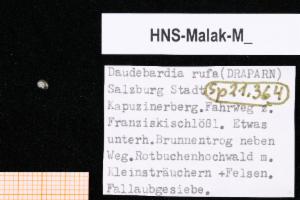 HNS-Malak-M_
Daudebardia rufa(DRAPARN)
Salzburg Stadt
Sp21.364
Kapuzinerberg.Fahrweg z.
Franziskischlößl. Etwas
unterh.Brunnentrog neben
Weg.Rotbuchenhochwald m.
Kleinsträuchern +Felsen.
Fallaubgesiebe.